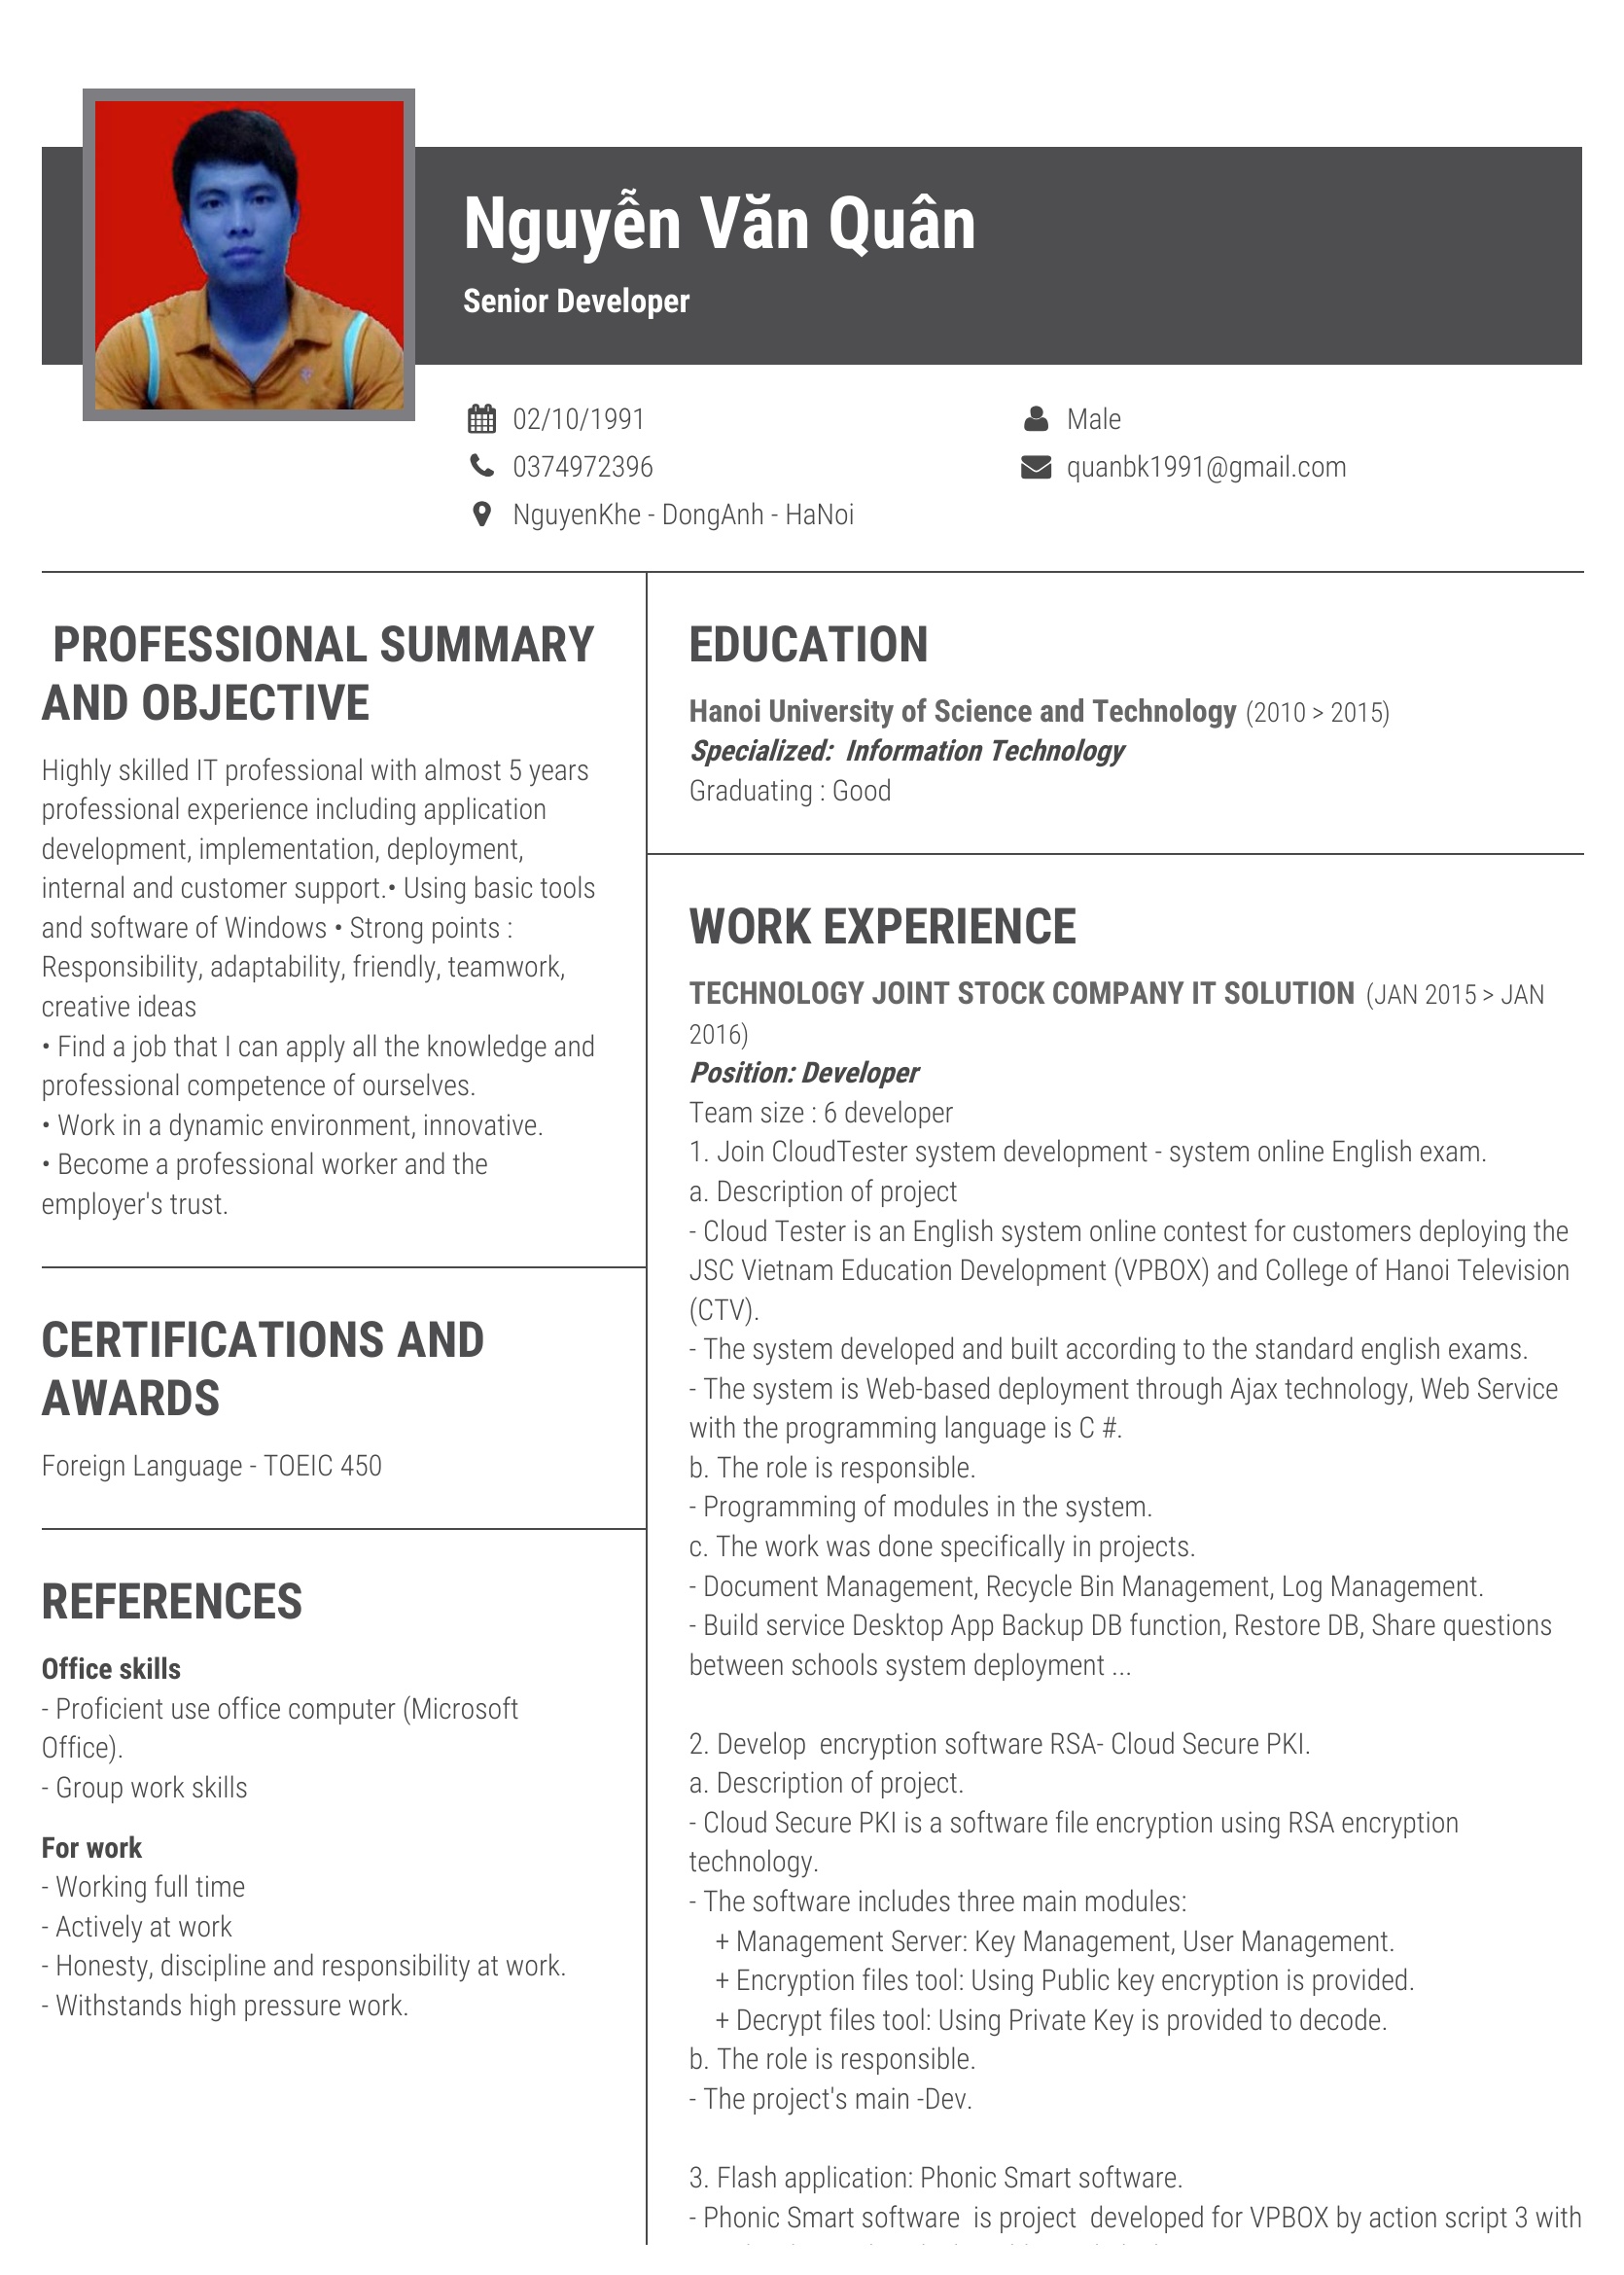 Nguyễn Văn Quân
Senior Developer
02/10/1991
Male
0374972396
quanbk1991@gmail.com
NguyenKhe - DongAnh - HaNoi
PROFESSIONAL SUMMARY
AND OBJECTIVE
Highly skilled IT professional with almost 5 years
professional experience including application
development, implementation, deployment,
internal and customer support.• Using basic tools
and software of Windows • Strong points :
Responsibility, adaptability, friendly, teamwork,
creative ideas
• Find a job that I can apply all the knowledge and
professional competence of ourselves.
• Work in a dynamic environment, innovative.
• Become a professional worker and the
employer's trust.
CERTIFICATIONS AND
AWARDS
Foreign Language - TOEIC 450
REFERENCES
Office skills
- Proficient use office computer (Microsoft
Office).
- Group work skills
For work
- Working full time
- Actively at work
- Honesty, discipline and responsibility at work.
- Withstands high pressure work.
EDUCATION
Hanoi University of Science and Technology (2010 > 2015)
Specialized:  Information Technology
Graduating : Good
WORK EXPERIENCE
TECHNOLOGY JOINT STOCK COMPANY IT SOLUTION (JAN 2015 > JAN
2016)
Position: Developer
Team size : 6 developer
1. Join CloudTester system development - system online English exam.
a. Description of project
- Cloud Tester is an English system online contest for customers deploying the
JSC Vietnam Education Development (VPBOX) and College of Hanoi Television
(CTV).
- The system developed and built according to the standard english exams.
- The system is Web-based deployment through Ajax technology, Web Service
with the programming language is C #.
b. The role is responsible.
- Programming of modules in the system.
c. The work was done specifically in projects.
- Document Management, Recycle Bin Management, Log Management.
- Build service Desktop App Backup DB function, Restore DB, Share questions
between schools system deployment ...
2. Develop  encryption software RSA- Cloud Secure PKI.
a. Description of project.
- Cloud Secure PKI is a software file encryption using RSA encryption
technology.
- The software includes three main modules:
+ Management Server: Key Management, User Management.
+ Encryption files tool: Using Public key encryption is provided.
+ Decrypt files tool: Using Private Key is provided to decode.
b. The role is responsible.
- The project's main -Dev.
3. Flash application: Phonic Smart software.
- Phonic Smart software  is project  developed for VPBOX by action script 3 with